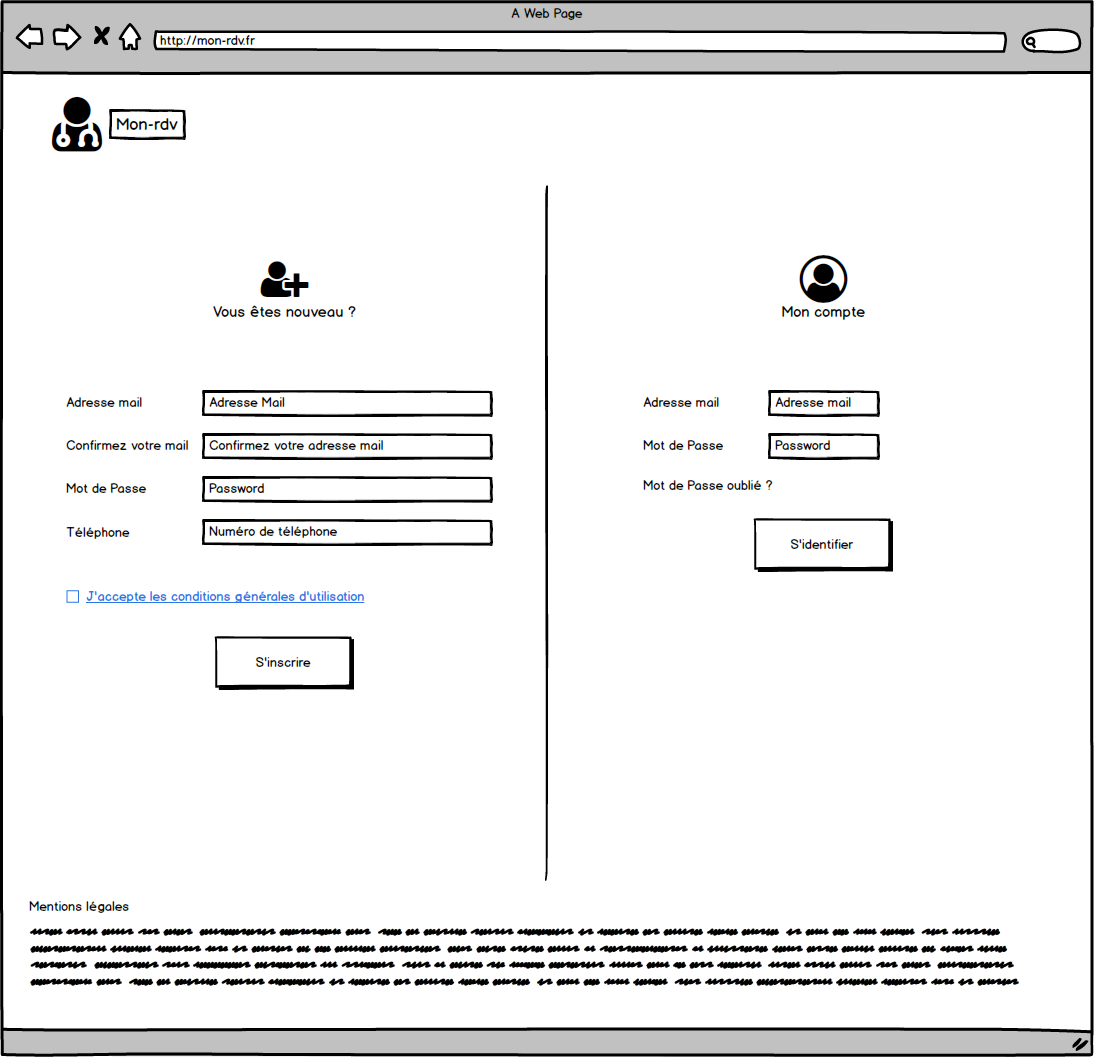 A Web Page
http://mon-rdv.fr
Mon-rdv
Vous êtes nouveau ?
Adresse mail
Adresse Mail
Confirmez votre mail
Confirmez votre adresse mail
Mot de Passe
Password
Téléphone
Numéro de téléphone
J'accepte les conditions générales d'utilisation
S'inscrire
Mon compte
Adresse mail
Adresse mail
Mot de Passe
Password
Mot de Passe oublié ?
S'identifier
Mentions légales